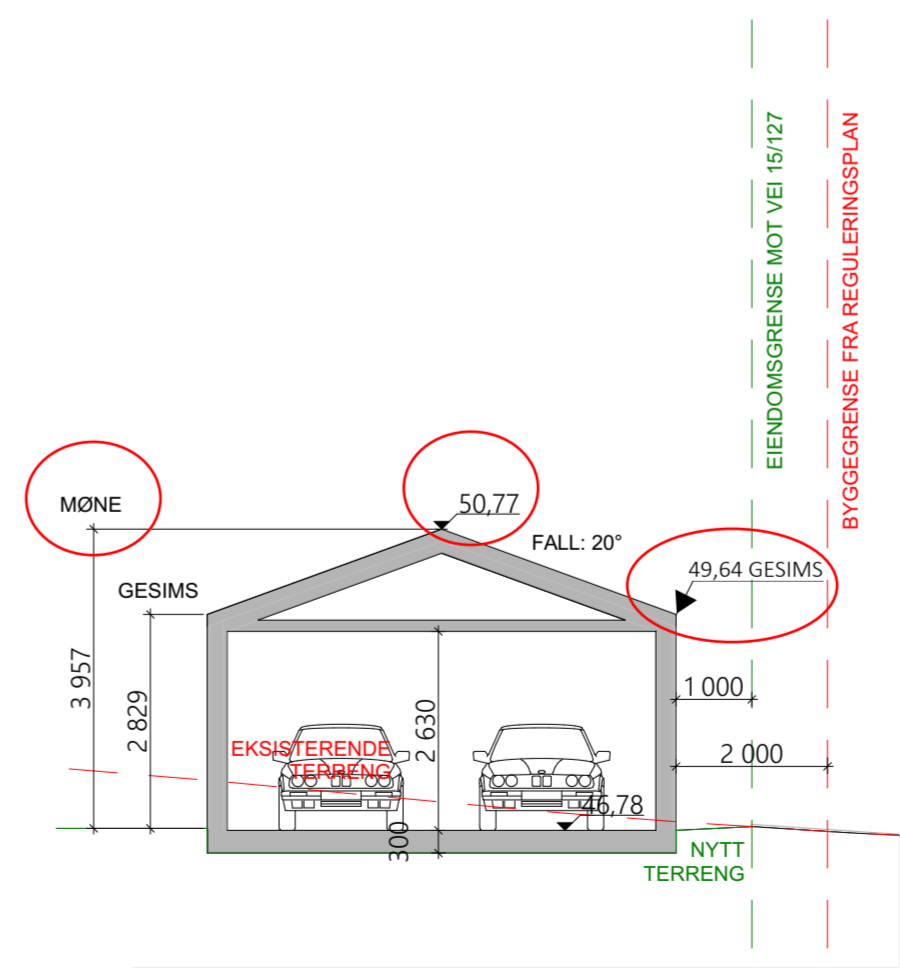 EIENDOMSGRENSE MOT VEI 15/127
BYGGEGRENSE FRA REGULERINGSPLAN
MØNE
50,77
FALL: 20°
49,64 GESIMS
GESIMS
3 957
2 829
2 630
1 000
2 000
EKSISTERENDE
TERRENG
46,78
300
NYTT
TERRENG